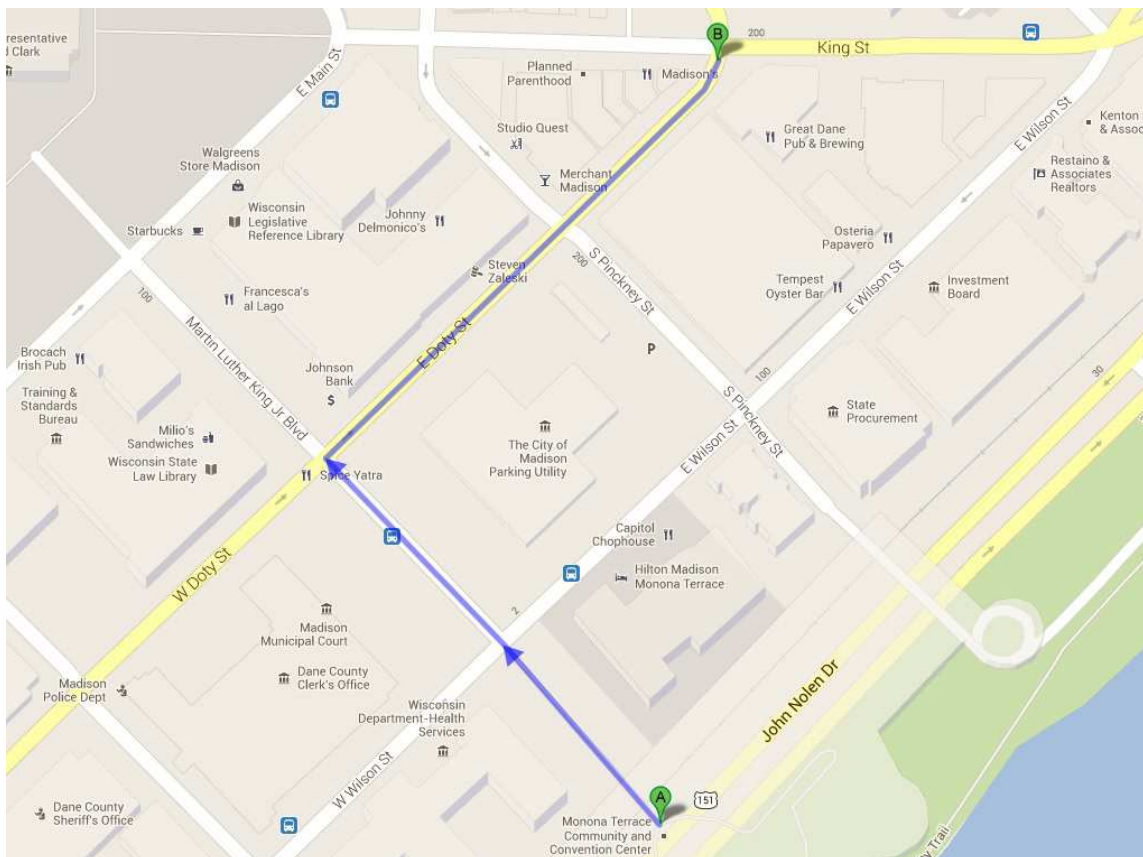 B
200
King St
resentative
d Clark
E Main St
Planned
Parenthood
Madison's
E Wilson St
Kenton
& Assoc
Studio Quest
Great Dane
Pub & Brewing
Walgreens
Store Madison
Merchant
Madison
Restaino &
Associates
Realtors
Wisconsin
Legislative
Reference Library
Johnny
Delmonico's
Starbucks
Osteria
Papavero
S Pinckney St
200
Steven
Zaleski
E Wilson St
Tempest
Oyster Bar
Investment
Board
100
Francesca's
al Lago
Martin Luther King Jr Blvd
E Doty St
P
Brocach
Irish Pub
Johnson
Bank
$
100
30
Training &
Standards
Bureau
S Pinckney St
State
Procurement
Milio's
Sandwiches
The City of
Madison
Parking Utility
E Wilson St
Wisconsin State
Law Library
Spice Yatra
Capitol
Chophouse
W Doty St
Hilton Madison
Monona Terrace
2
Madison
Municipal Court
Dane County
Clerk's Office
Madison
Police Dept
John Nolen Dr
Wisconsin
Department-Health
Services
W Wilson St
A
151
Dane County
Sheriff's Office
Monona Terrace
Community and
Convention Center
y Trail